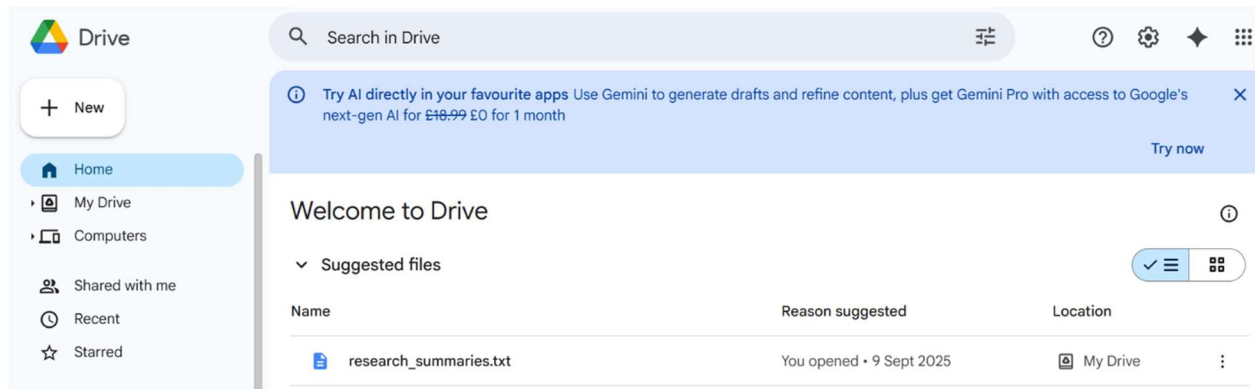 Drive
Search in Drive
New
Try AI directly in your favourite apps Use Gemini to generate drafts and refine content, plus get Gemini Pro with access to Google's
next-gen AI for £18.99 £0 for 1 month
Try now
Home
My Drive
Computers
Shared with me
Recent
Starred
Welcome to Drive
Suggested files
Name Reason suggested Location
research_summaries.txt You opened • 9 Sept 2025 My Drive